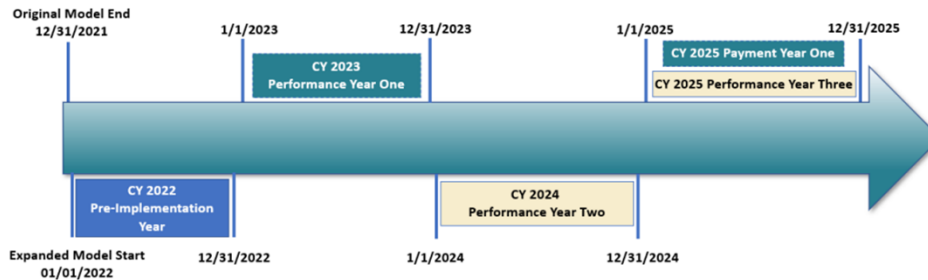 Original Model End
12/31/2021
1/1/2023
12/31/2023
1/1/2025
12/31/2025
CY 2023
Performance Year One
CY 2025 Payment Year One
CY 2025 Performance Year Three
CY 2022
Pre-Implementation
Year
CY 2024
Performance Year Two
Expanded Model Start
01/01/2022
12/31/2022
1/1/2024
12/31/2024